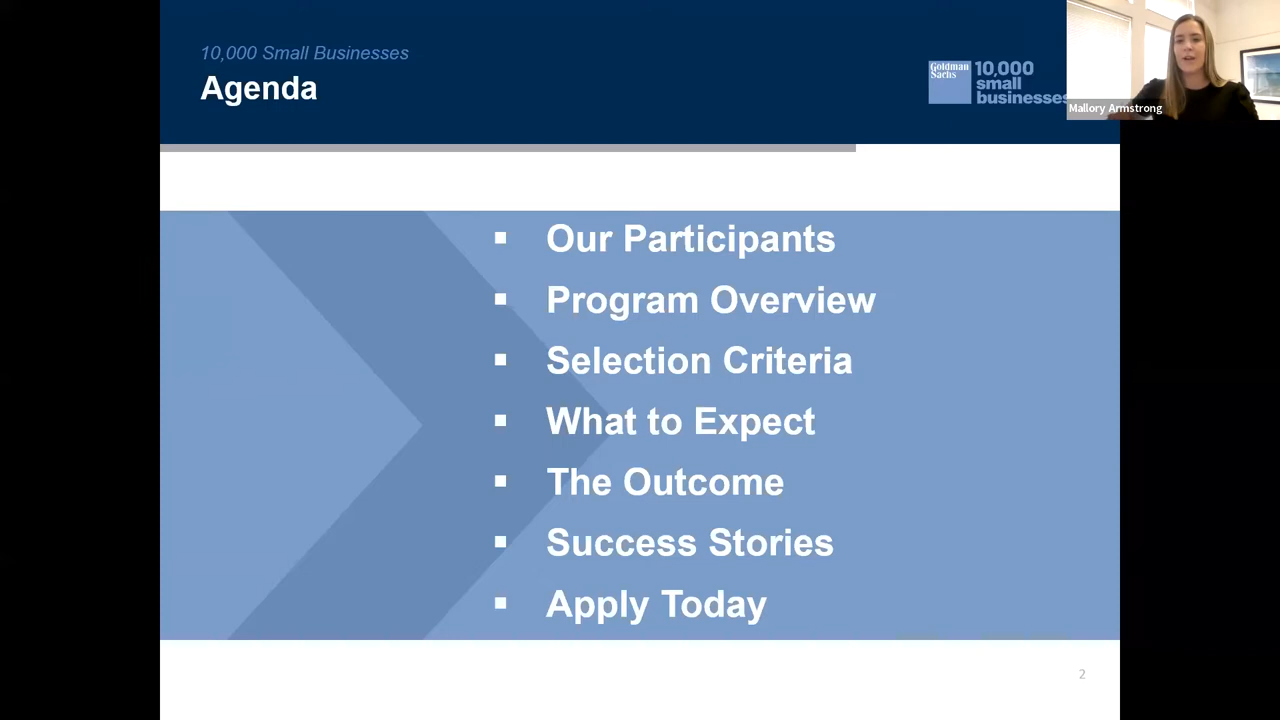 10,000 Small Businesses
Agenda
Goldman
Sachs
10,000
small
businesses
Mallory Armstrong
▪ Our Participants
▪ Program Overview
▪ Selection Criteria
▪ What to Expect
▪ The Outcome
▪ Success Stories
▪ Apply Today
2